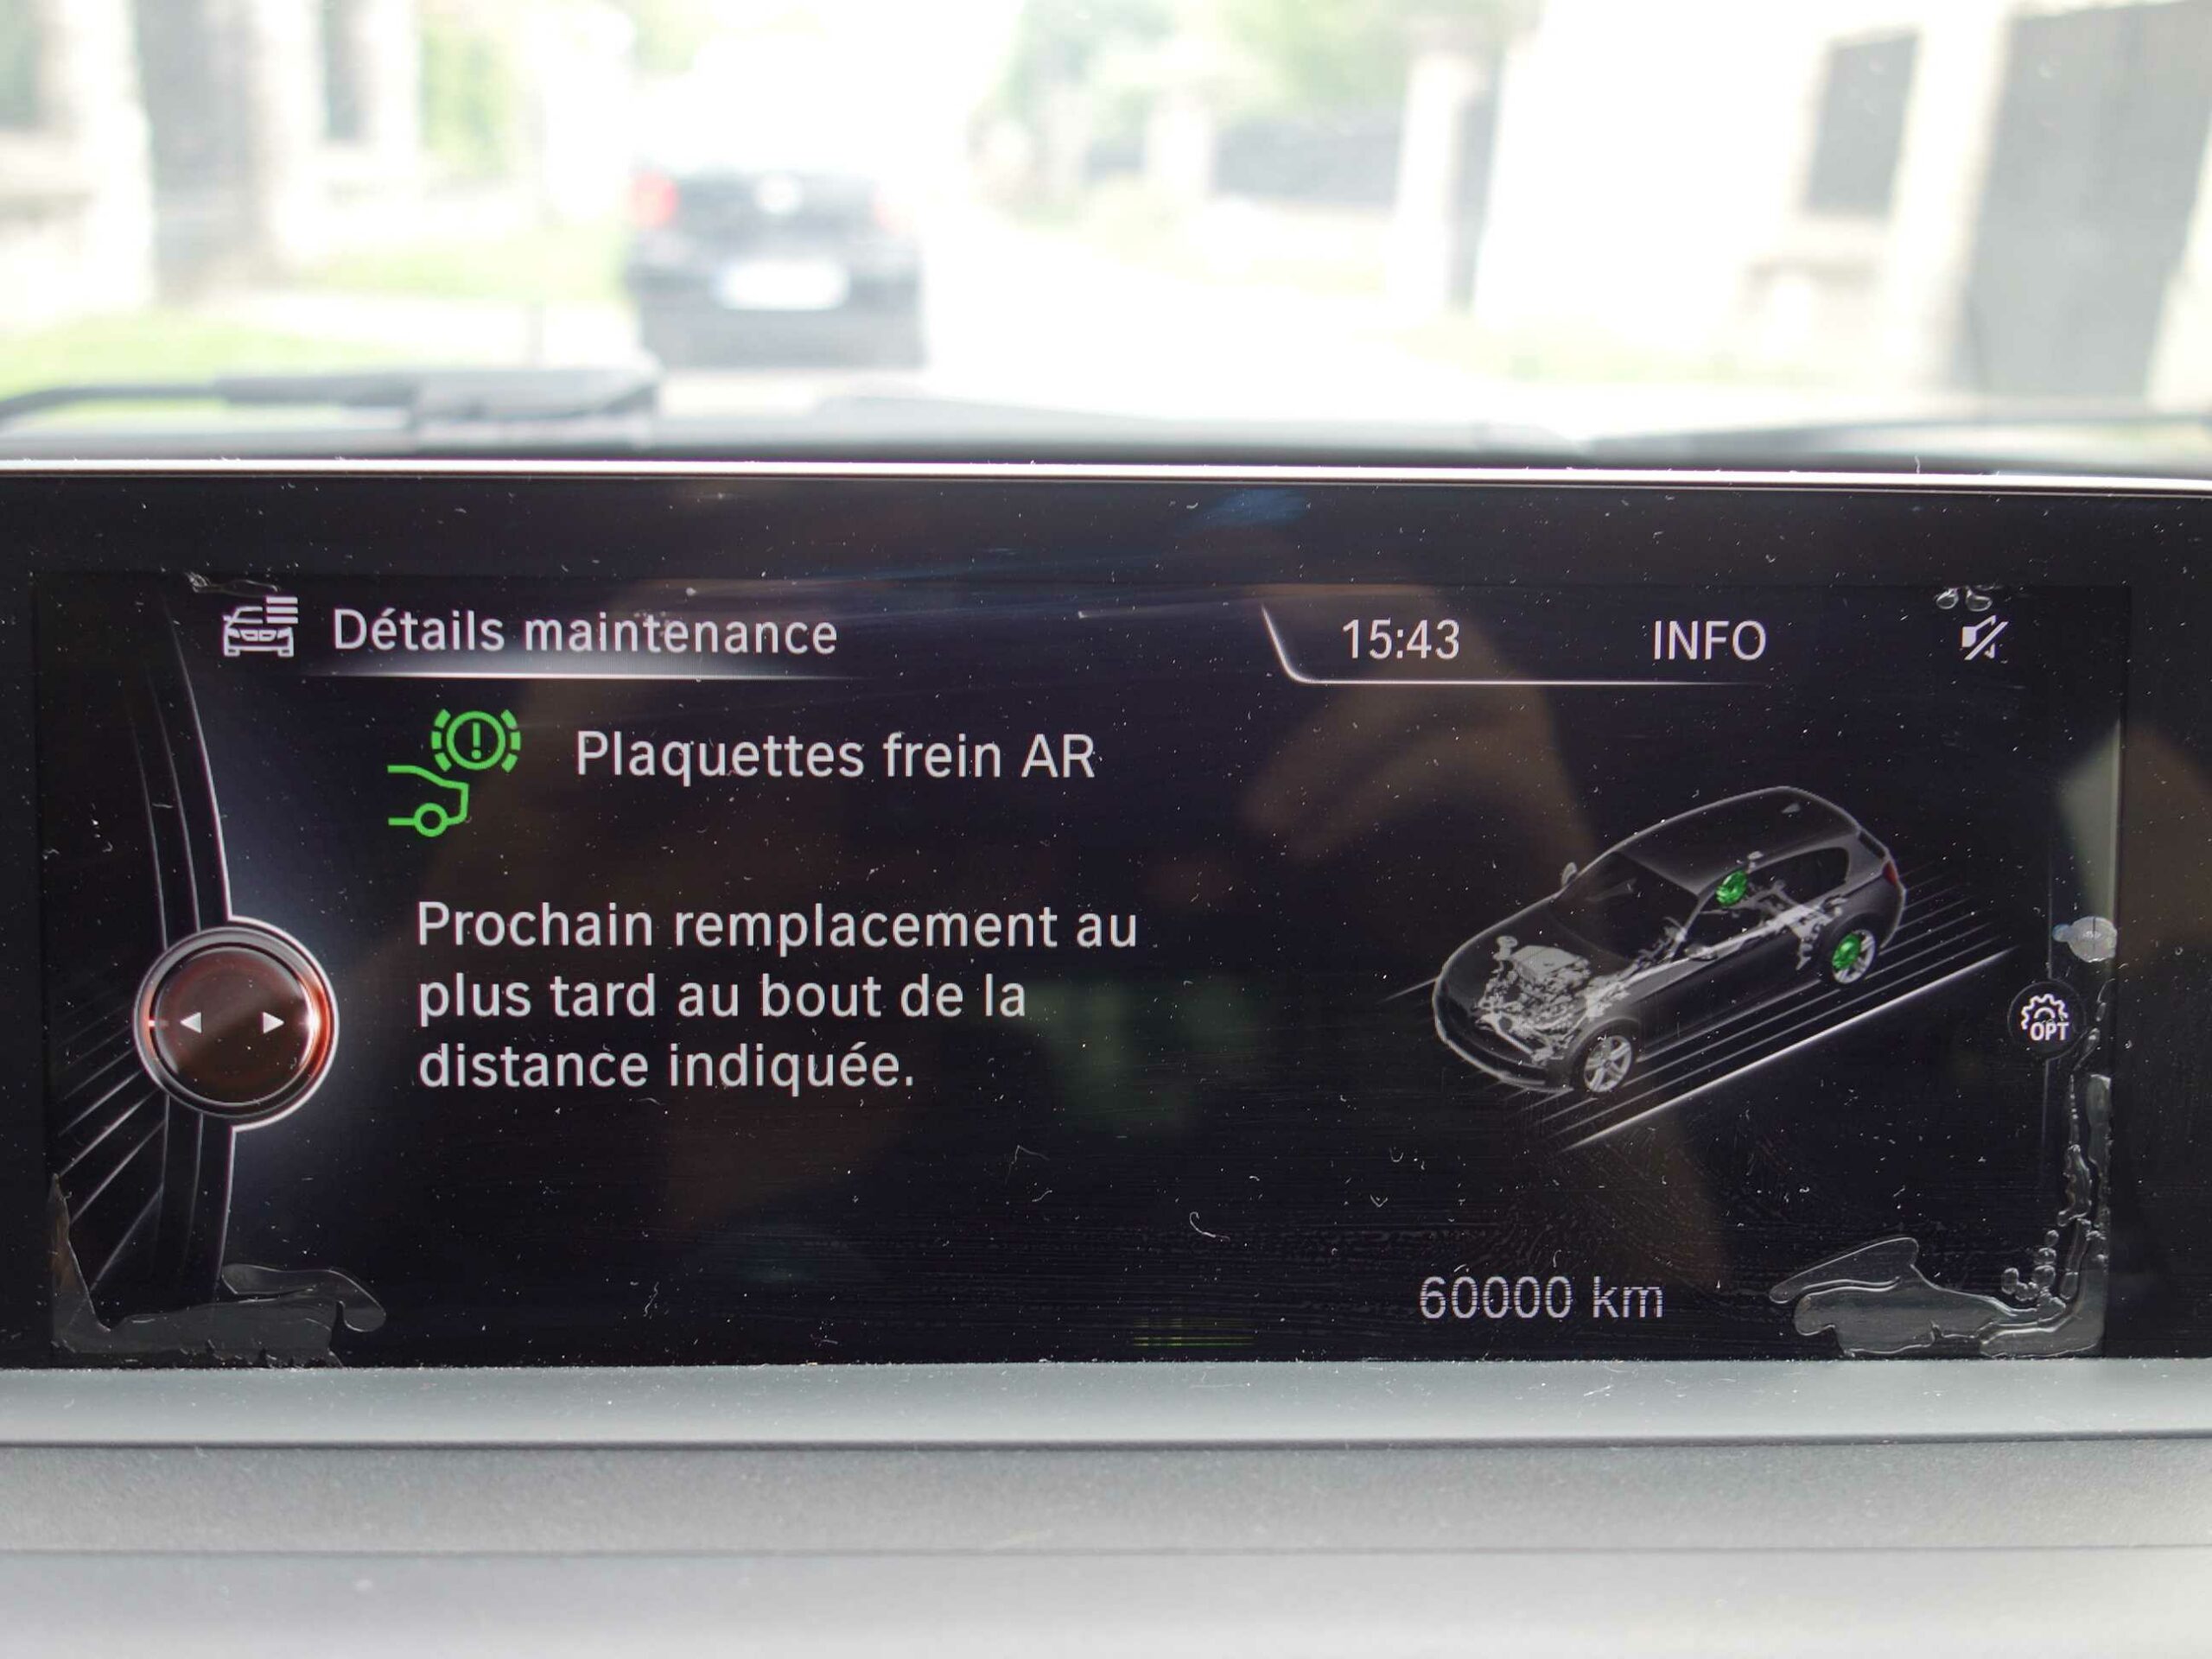 Détails maintenance
15:43 INFO
Plaquettes frein AR
Prochain remplacement au
plus tard au bout de la
distance indiquée.
OPT
60000 km